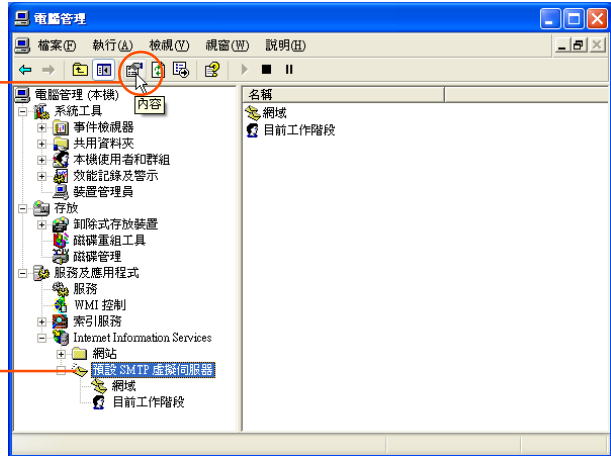 電腦管理
檔案(F) 執行(A) 檢視(V) 視窗(W) 說明(H)
內容
電腦管理 (本機)
系統工具
事件檢視器
共用資料夾
本機使用者和群組
效能記錄及警示
裝置管理員
存放
卸除式存放裝置
磁碟重組工具
磁碟管理
服務及應用程式
服務
WMI 控制
索引服務
Internet Information Services
網站
預設 SMTP 虛擬伺服器
網域
目前工作階段
名稱
網域
目前工作階段